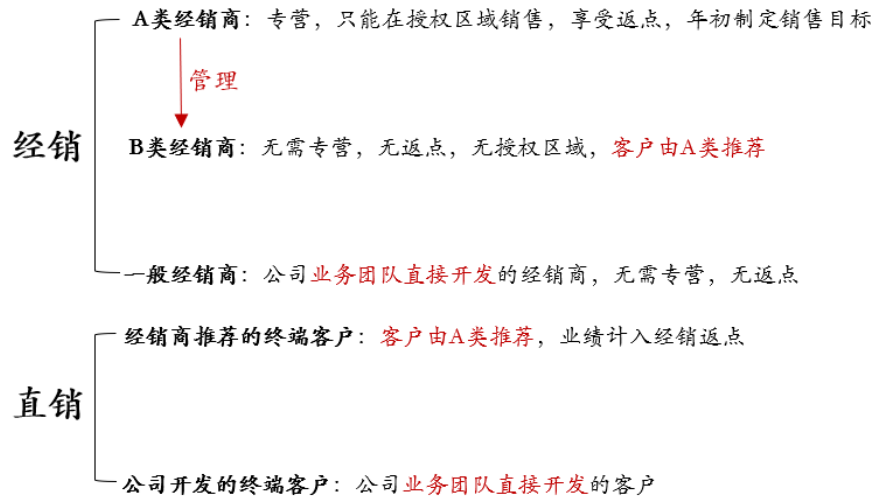 A类经销商：专营，只能在授权区域销售，享受返点，年初制定销售目标
管理
经销
B类经销商：无需专营，无返点，无授权区域，客户由A类推荐
一般经销商：公司业务团队直接开发的经销商，无需专营，无返点
经销商推荐的终端客户：客户由A类推荐，业绩计入经销返点
直销
公司开发的终端客户：公司业务团队直接开发的客户